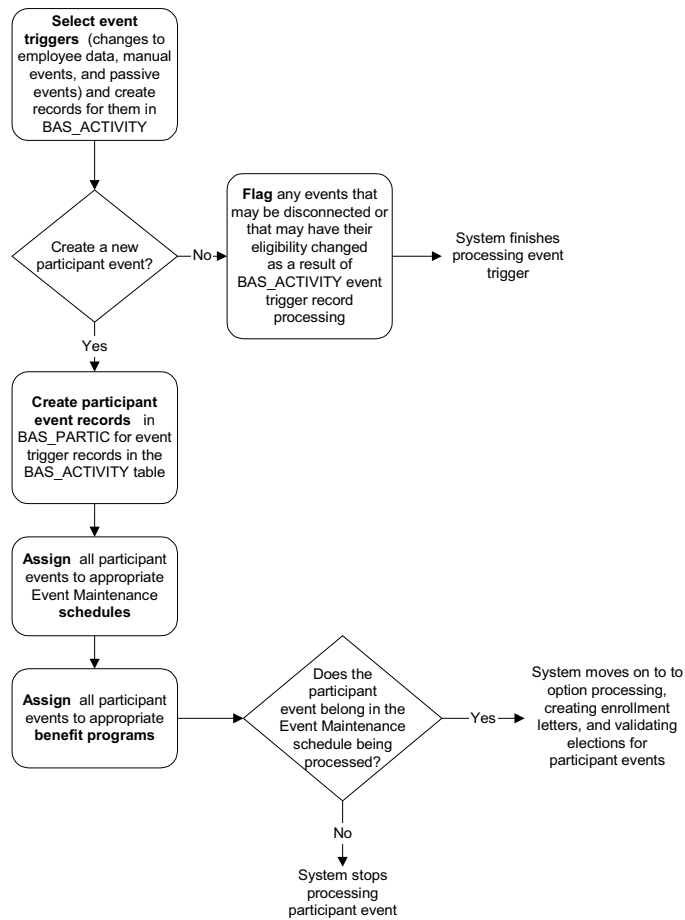 Select event
triggers (changes to
employee data, manual
events, and passive
events) and create
records for them in
BAS_ACTIVITY
Create a new
participant event?
No
Flag any events that
may be disconnected or
that may have their
eligibility changed
as a result of
BAS_ACTIVITY event
trigger record
processing
System finishes
processing event
trigger
Yes
Create participant
event records in
BAS_PARTIC for event
trigger records in the
BAS_ACTIVITY table
Assign all participant
events to appropriate
Event Maintenance
schedules
Assign all participant
events to appropriate
benefit programs
Does the
participant
event belong in the
Event Maintenance
schedule being
processed?
Yes
System moves on to to
option processing,
creating enrollment
letters, and validating
elections for
participant events
No
System stops
processing
participant event